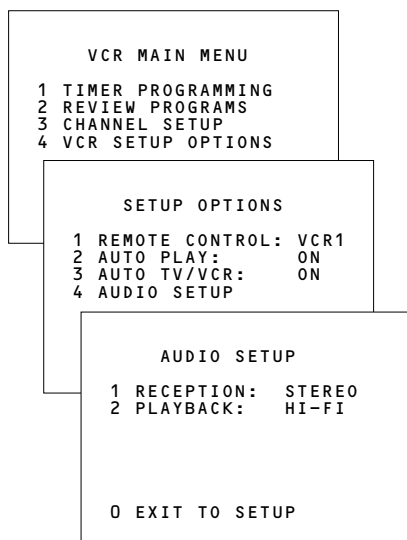 VCR MAIN MENU
1 TIMER PROGRAMMING
2 REVIEW PROGRAMS
3 CHANNEL SETUP
4 VCR SETUP OPTIONS
SETUP OPTIONS
1 REMOTE CONTROL: VCR1
2 AUTO PLAY: ON
3 AUTO TV/VCR: ON
4 AUDIO SETUP
AUDIO SETUP
1 RECEPTION: STEREO
2 PLAYBACK: HI-FI
0 EXIT TO SETUP